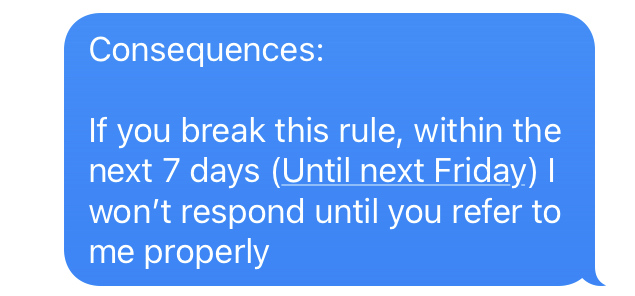 Consequences:
If you break this rule, within the
next 7 days (Until next Friday) I
won’t respond until you refer to
me properly